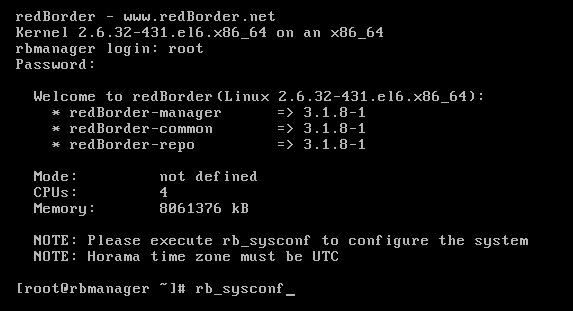 redBorder - www.redBorder.net
Kernel 2.6.32-431.el6.x86_64 on an x86_64
rbmanager login: root
Password:
Welcome to redBorder(Linux 2.6.32-431.el6.x86_64):
* redBorder-manager => 3.1.8-1
* redBorder-common => 3.1.8-1
* redBorder-repo => 3.1.8-1
Mode: not defined
CPUs: 4
Memory: 8061376 kB
NOTE: Please execute rb_sysconf to configure the system
NOTE: Horama time zone must be UTC
[root@rbmanager ~]# rb_sysconf_